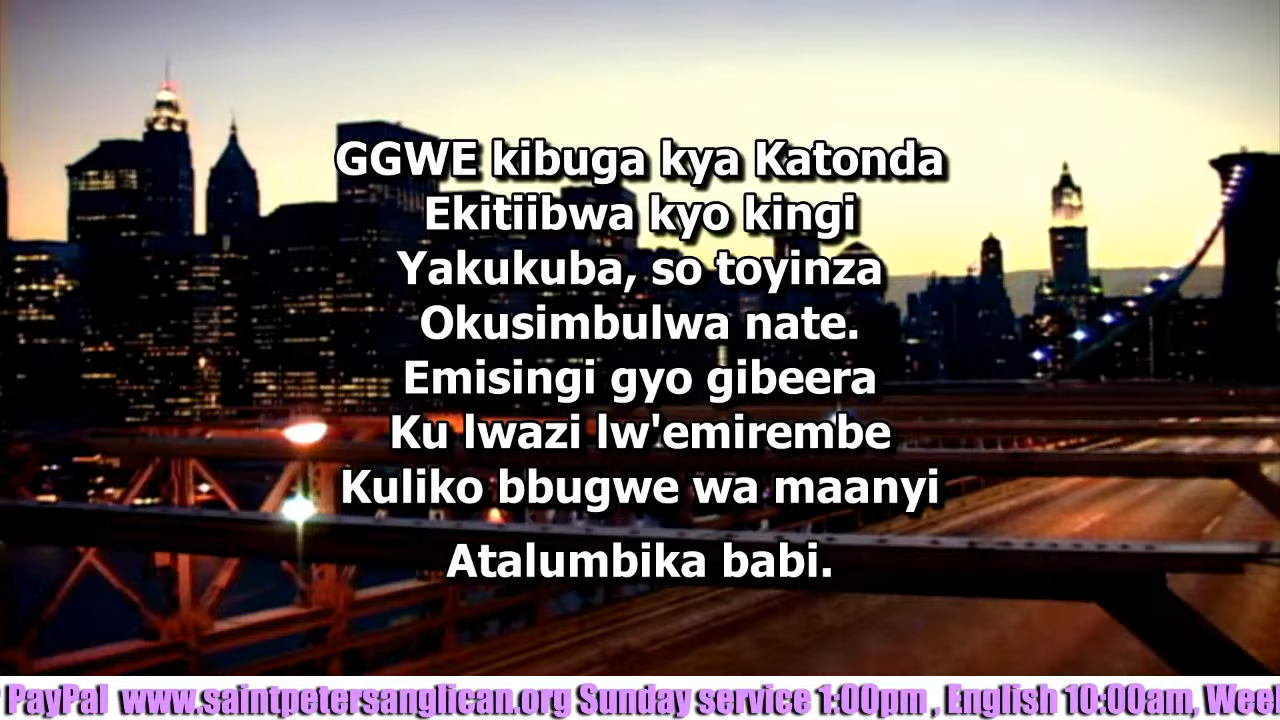 GGWE kibuga kya Katonda
Ekitiibwa kyo kingi
Yakukuba, so toyinza
Okusimbulwa nate.
Emisingi gyo gibeera
Ku lwazi lw'emirembe
Kuliko bbugwe wa maanyi
Atalumbika babi.
PayPal www.saintpetersanglican.org Sunday service 1:00pm , English 10:00am,